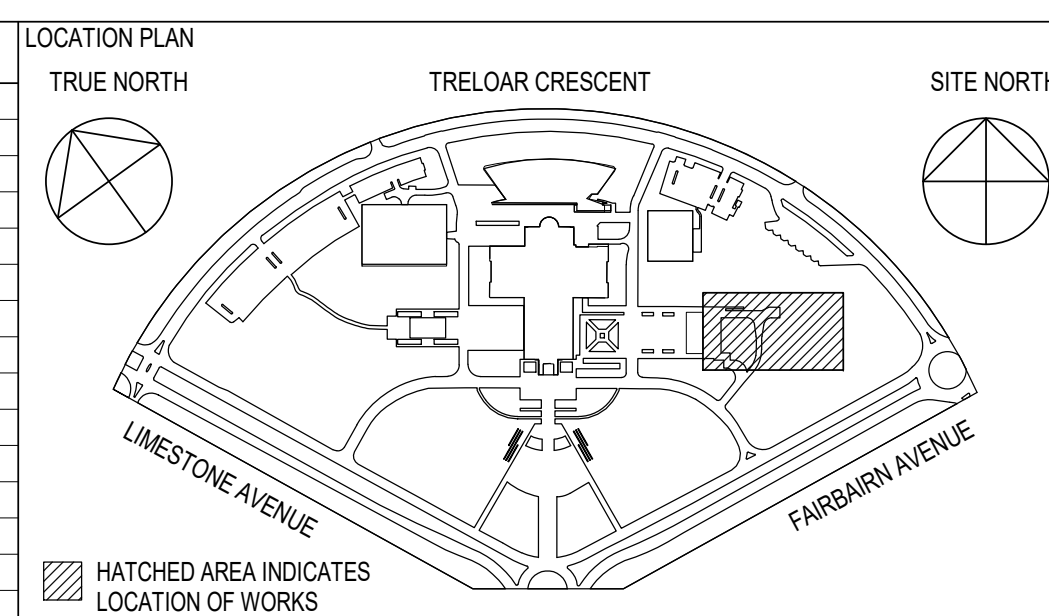 LOCATION PLAN
TRUE NORTH
TRELOAR CRESCENT
SITE NORTH
LIMESTONE AVENUE
FAIRBAIRN AVENUE
HATCHED AREA INDICATES
LOCATION OF WORKS